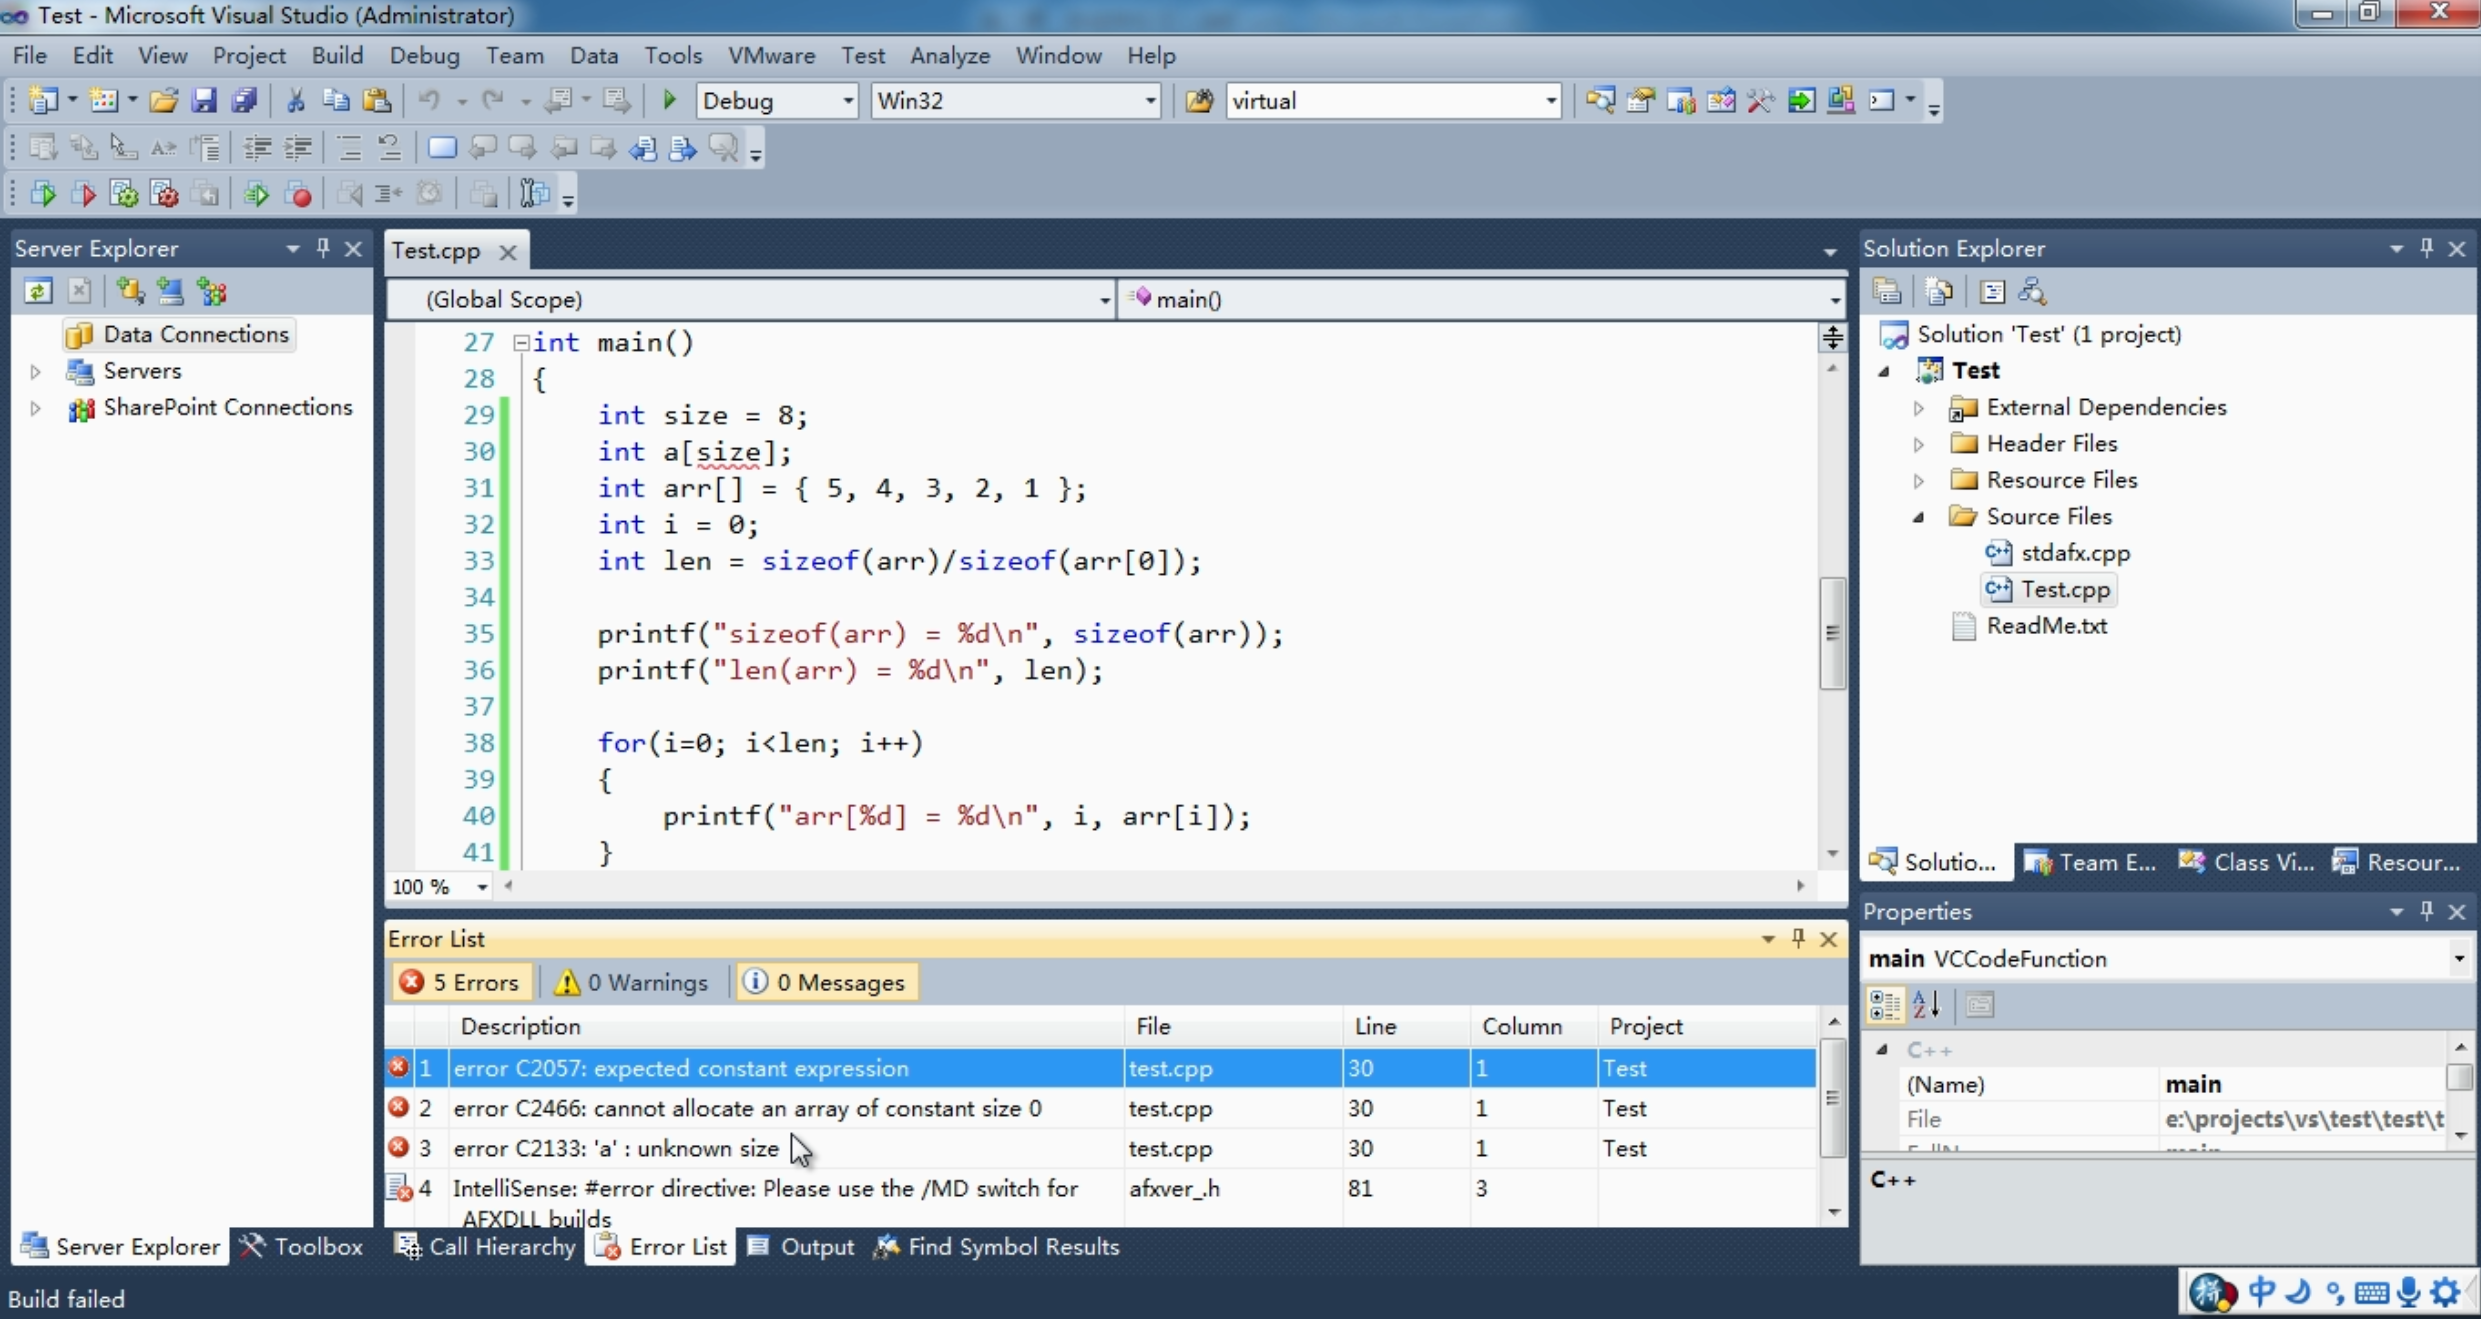 Test - Microsoft Visual Studio (Administrator)
File Edit View Project Build Debug Team Data Tools VMware Test Analyze Window Help
Debug Win32 virtual
Server Explorer
Data Connections
Servers
SharePoint Connections
Test.cpp
(Global Scope) main()
27 int main()
28 {
29 int size = 8;
30 int a[size];
31 int arr[] = { 5, 4, 3, 2, 1 };
32 int i = 0;
33 int len = sizeof(arr)/sizeof(arr[0]);
34
35 printf("sizeof(arr) = %d\n", sizeof(arr));
36 printf("len(arr) = %d\n", len);
37
38 for(i=0; i<len; i++)
39 {
40 printf("arr[%d] = %d\n", i, arr[i]);
41 }
100 %
Solution Explorer
Solution 'Test' (1 project)
Test
External Dependencies
Header Files
Resource Files
Source Files
stdafx.cpp
Test.cpp
ReadMe.txt
Solutio... Team E... Class Vi... Resour...
Error List
5 Errors 0 Warnings 0 Messages
Description File Line Column Project
1 error C2057: expected constant expression test.cpp 30 1 Test
2 error C2466: cannot allocate an array of constant size 0 test.cpp 30 1 Test
3 error C2133: 'a' : unknown size test.cpp 30 1 Test
4 IntelliSense: #error directive: Please use the /MD switch for afxver_.h 81 3
AFXDLL builds
Properties
main VCCodeFunction
C++
(Name) main
File e:\projects\vs\test\test\t
C++
Server Explorer Toolbox Call Hierarchy Error List Output Find Symbol Results
Build failed
拼 中